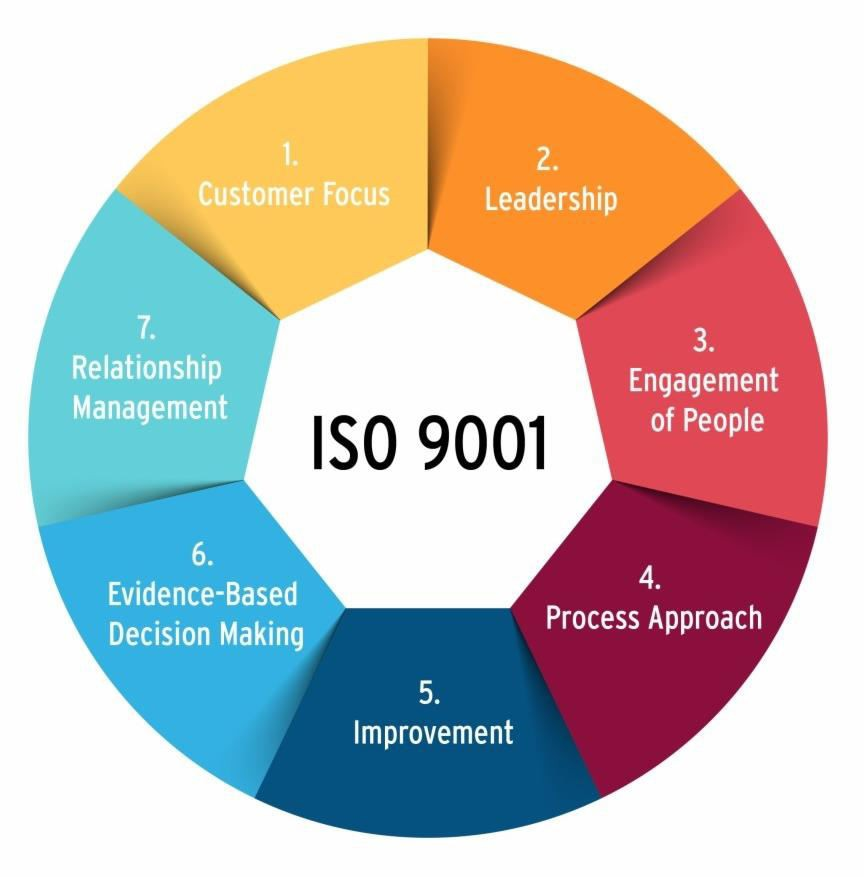 1.
Customer Focus
2.
Leadership
3.
Engagement
of People
4.
Process Approach
5.
Improvement
6.
Evidence-Based
Decision Making
7.
Relationship
Management
ISO 9001